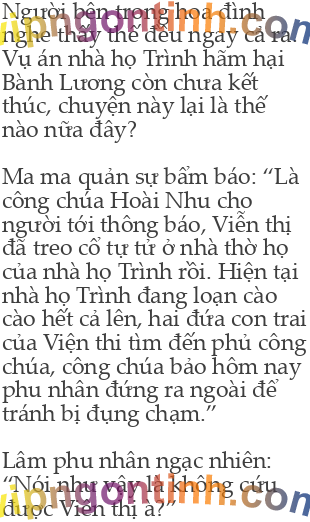 Người bên trong hoa đình
nghe thấy thế đều ngây cả ra.
Vụ án nhà họ Trình hãm hại
Bành Lương còn chưa kết
thúc, chuyện này lại là thế
nào nữa đây?
Ma ma quản sự bẩm báo: “Là
công chúa Hoài Nhu cho
người tới thông báo, Viễn thị
đã treo cổ tự tử ở nhà thờ họ
của nhà họ Trình rồi. Hiện tại
nhà họ Trình đang loạn cào
cào hết cả lên, hai đứa con trai
của Viện thi tìm đến phủ công
chúa, công chúa bảo hôm nay
phu nhân đứng ra ngoài để
tránh bị đụng chạm.”
Lâm phu nhân ngạc nhiên:
“Nói như vậy là không cứu
được Viên thị à?”
vipngontinh.com
vipngontinh.com